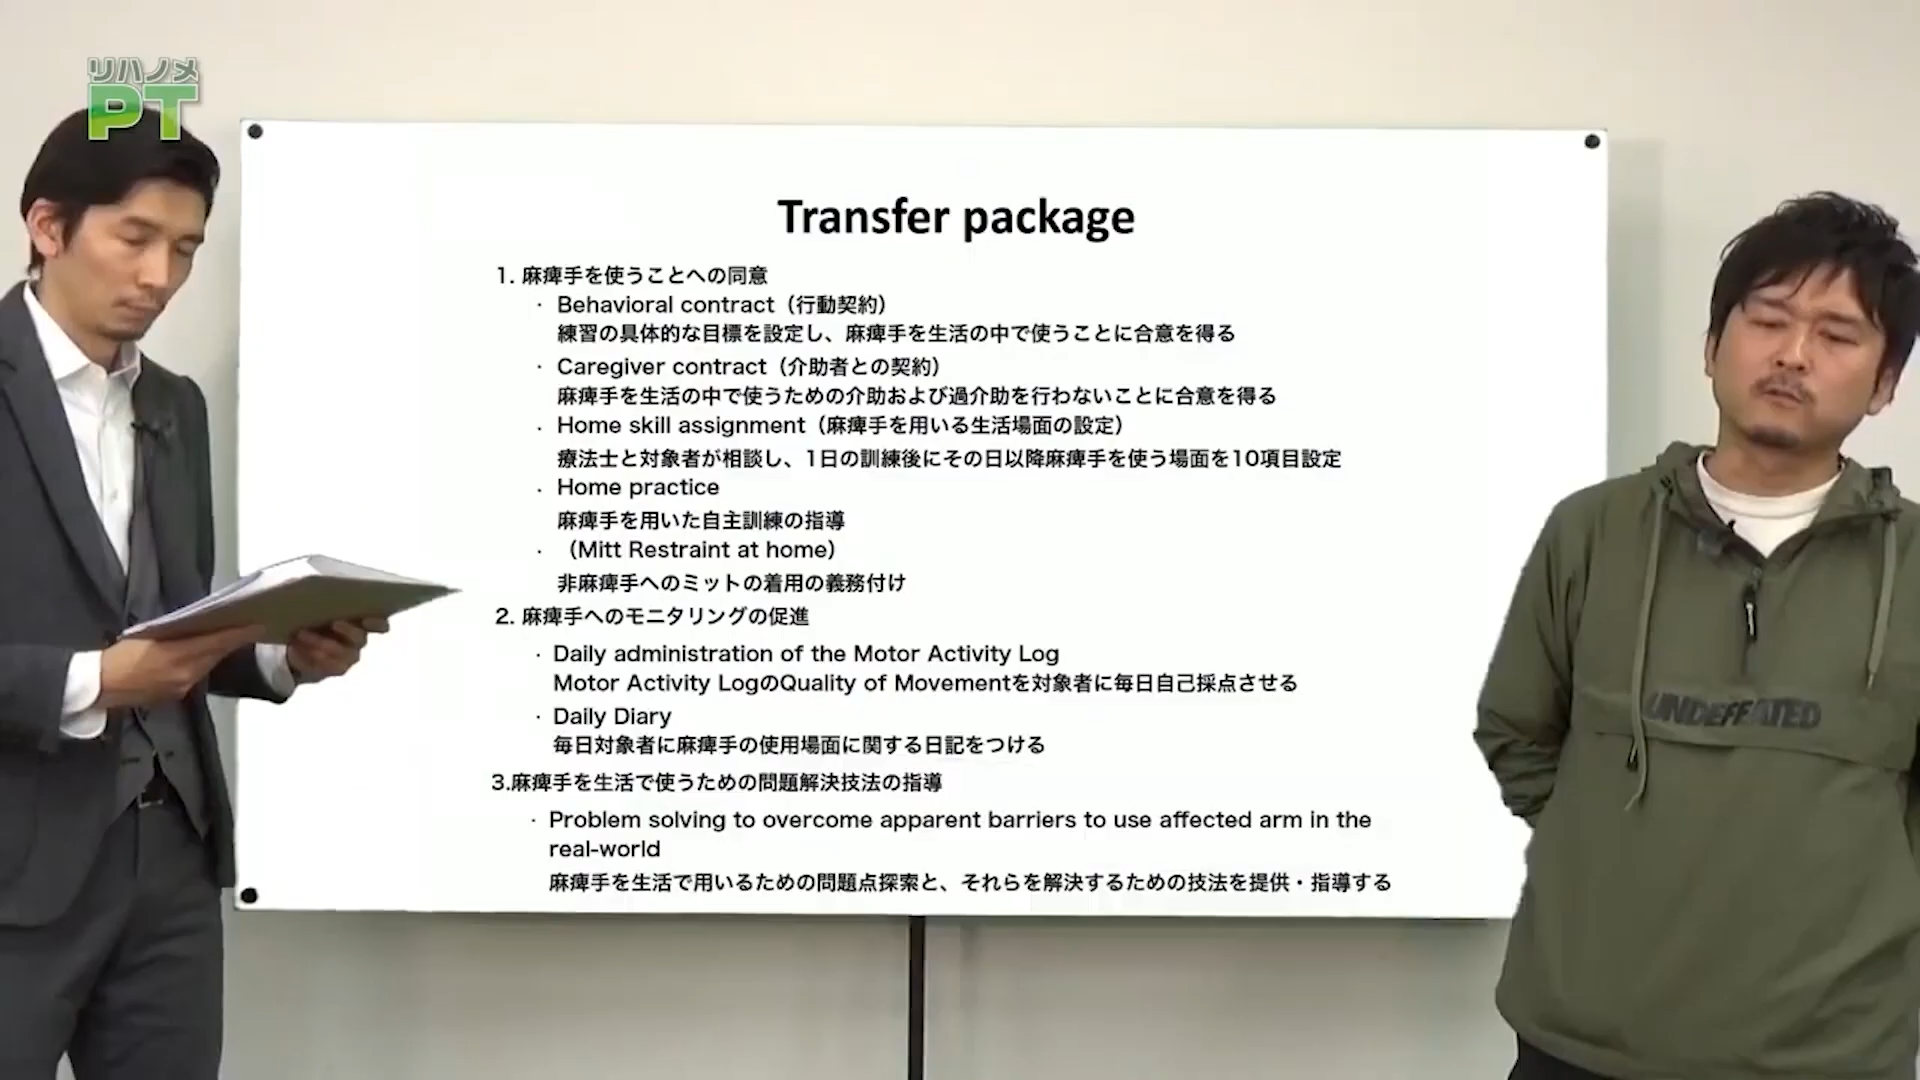 リハノメ
PT
Transfer package
1. 麻痺手を使うことへの同意
・ Behavioral contract（行動契約）
練習の具体的な目標を設定し、麻痺手を生活の中で使うことに合意を得る
・ Caregiver contract（介助者との契約）
麻痺手を生活の中で使うための介助および過介助を行わないことに合意を得る
・ Home skill assignment（麻痺手を用いる生活場面の設定）
療法士と対象者が相談し、1日の訓練後にその日以降麻痺手を使う場面を10項目設定
・ Home practice
麻痺手を用いた自主訓練の指導
・ （Mitt Restraint at home）
非麻痺手へのミットの着用の義務付け
2. 麻痺手へのモニタリングの促進
・ Daily administration of the Motor Activity Log
Motor Activity LogのQuality of Movementを対象者に毎日自己採点させる
・ Daily Diary
毎日対象者に麻痺手の使用場面に関する日記をつける
3.麻痺手を生活で使うための問題解決技法の指導
・ Problem solving to overcome apparent barriers to use affected arm in the
real-world
麻痺手を生活で用いるための問題点探索と、それらを解決するための技法を提供・指導する
UNDEFEATED